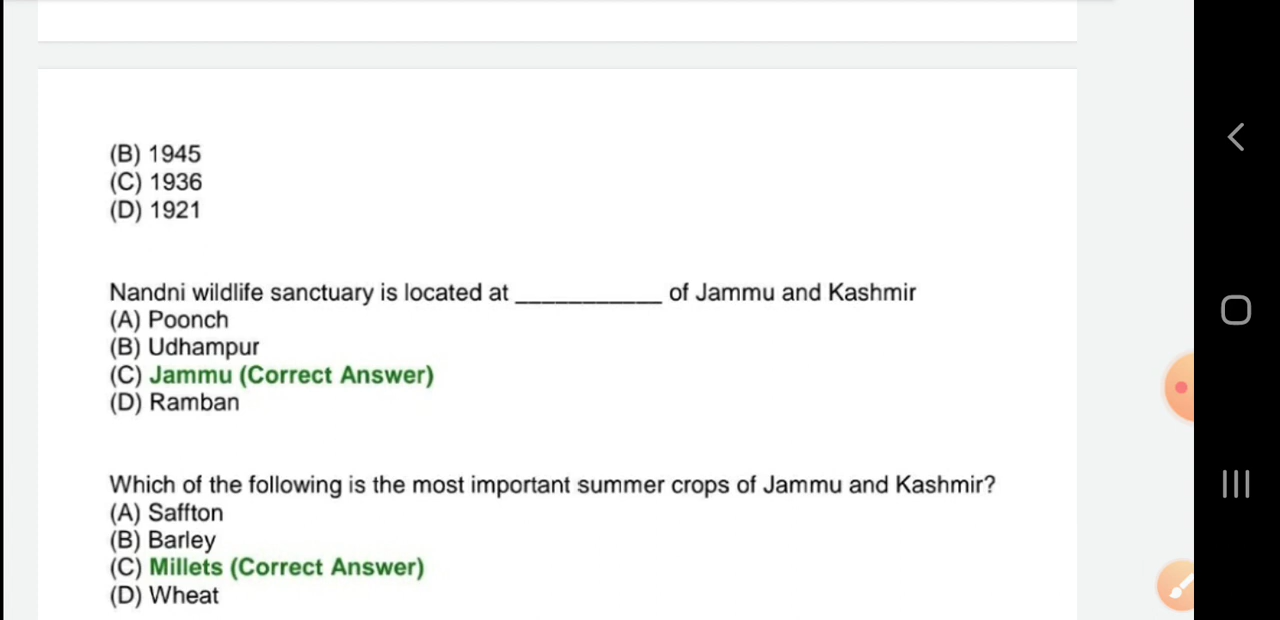 (B) 1945
(C) 1936
(D) 1921
Nandni wildlife sanctuary is located at ___________ of Jammu and Kashmir
(A) Poonch
(B) Udhampur
(C) Jammu (Correct Answer)
(D) Ramban
Which of the following is the most important summer crops of Jammu and Kashmir?
(A) Saffton
(B) Barley
(C) Millets (Correct Answer)
(D) Wheat